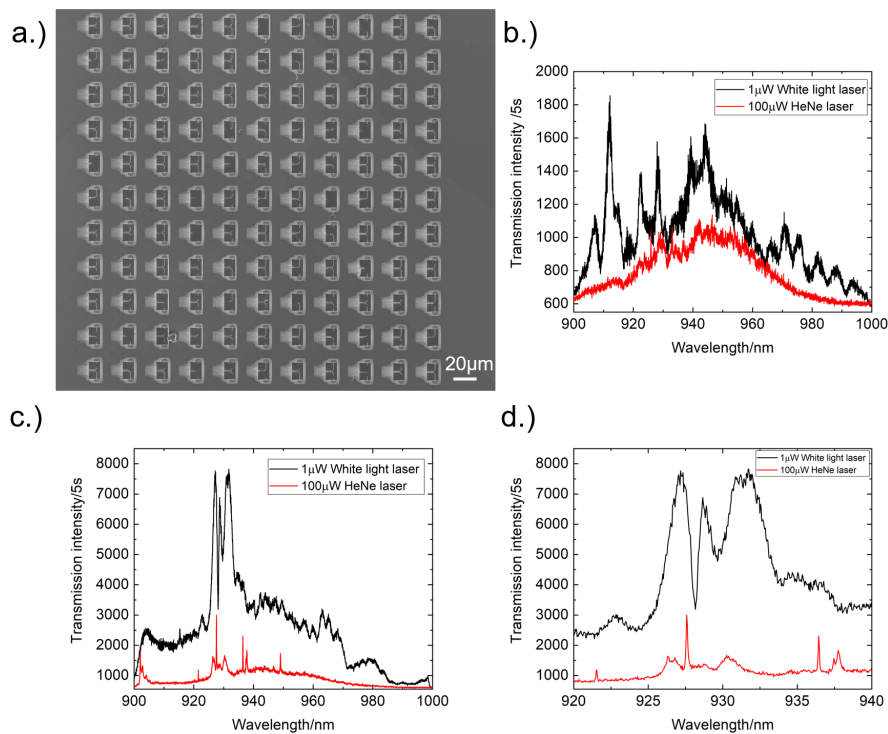 a.)
20µm
b.)
Transmission intensity /5s
2000
1800
1600
1400
1200
1000
800
600
900
920
940
960
980
1000
Wavelength/nm
1µW White light laser
100µW HeNe laser
c.)
Transmission intensity/5s
8000
7000
6000
5000
4000
3000
2000
1000
900
920
940
960
980
1000
Wavelength/nm
1µW White light laser
100µW HeNe laser
d.)
Transmission intensity/5s
8000
7000
6000
5000
4000
3000
2000
1000
920
925
930
935
940
Wavelength/nm
1µW White light laser
100µW HeNe laser